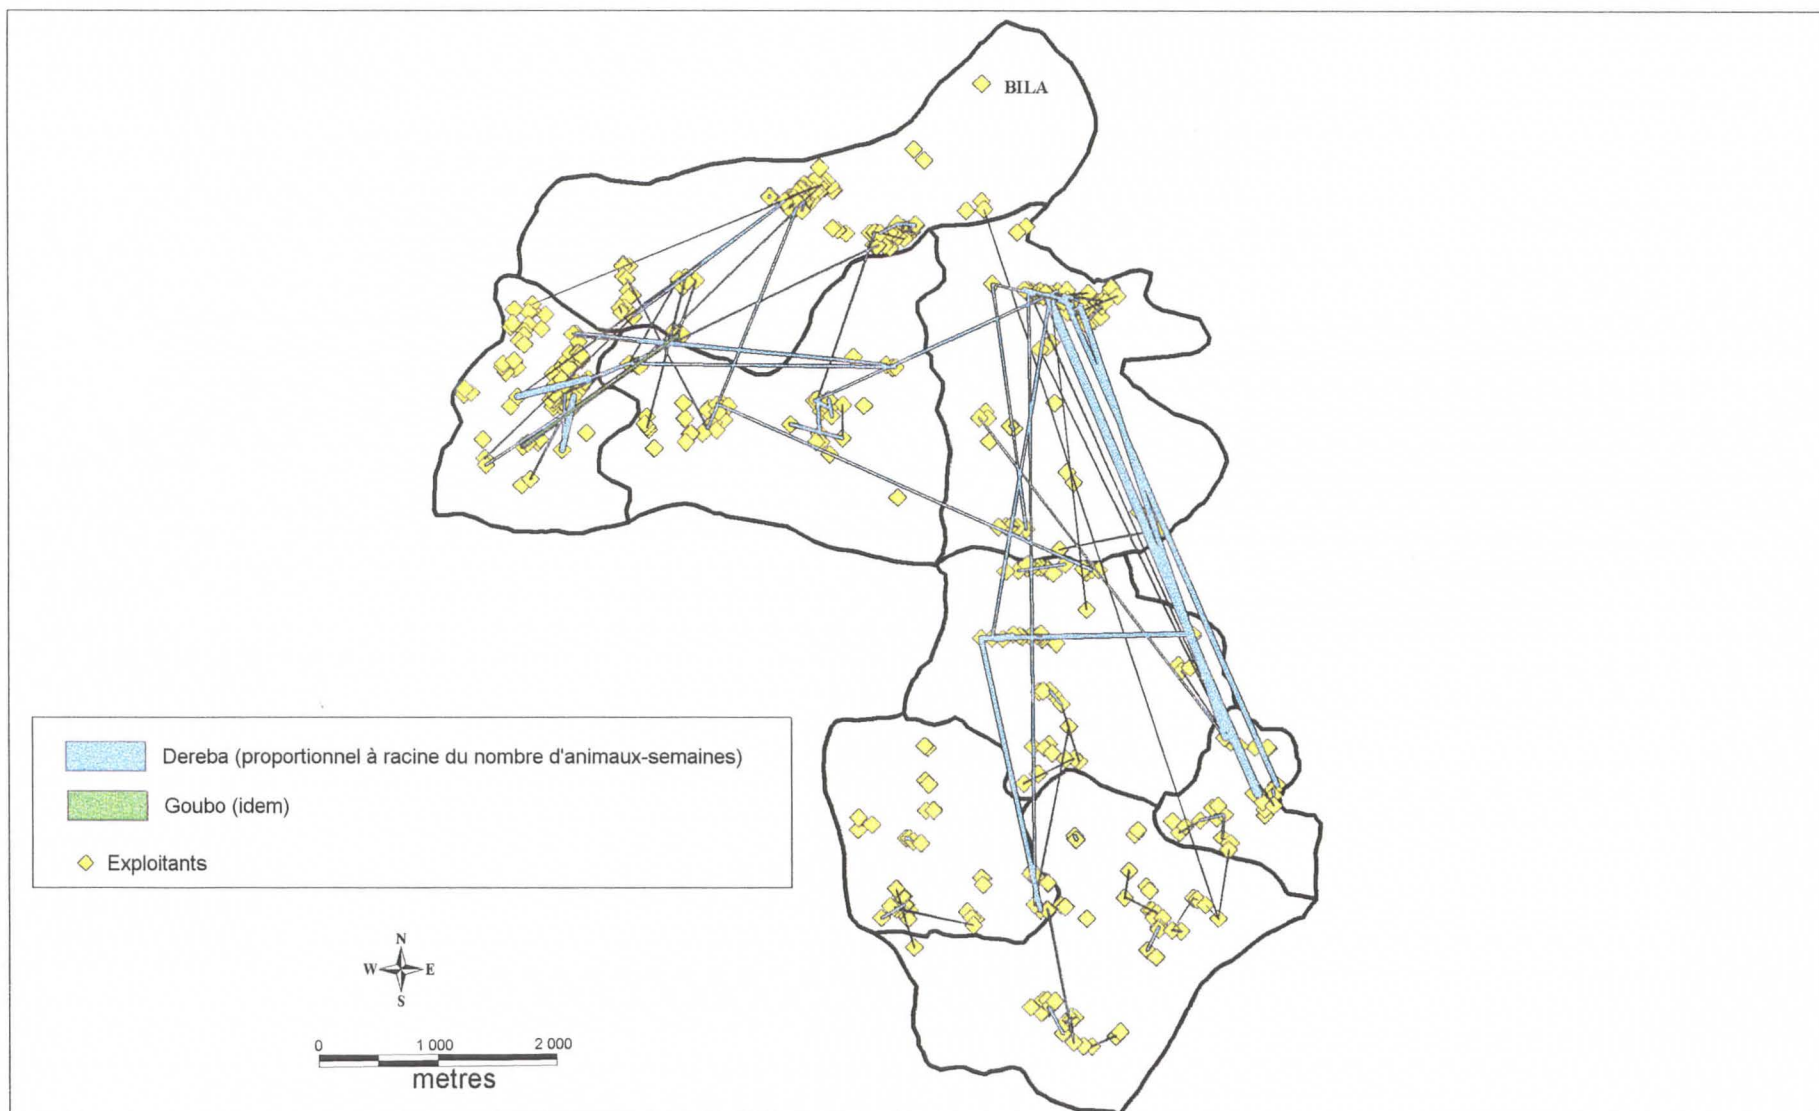 BILA
Dereba (proportionnel à racine du nombre d'animaux-semaines)
Goubo (idem)
Exploitants
N
W E
S
0 1 000 2 000
metres